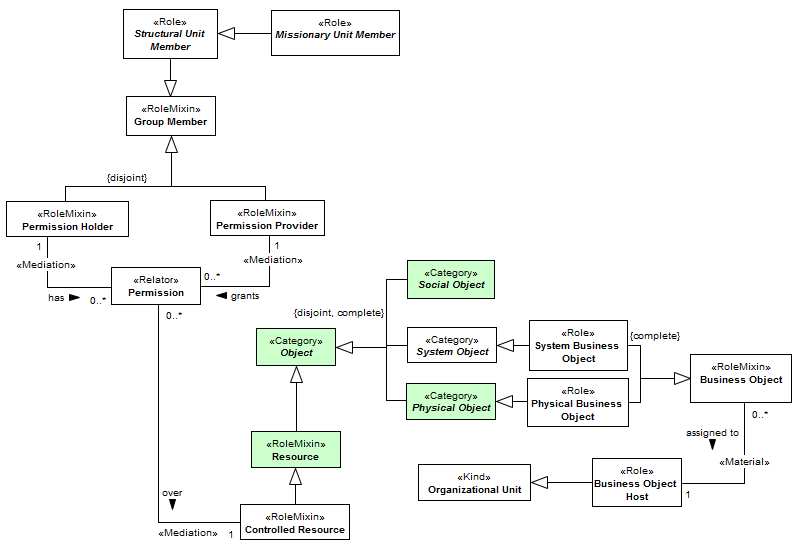 «Role»
Structural Unit
Member
«Role»
Missionary Unit Member
«RoleMixin»
Group Member
{disjoint}
«RoleMixin»
Permission Holder
«RoleMixin»
Permission Provider
1
1
«Mediation»
«Mediation»
«Relator»
Permission
0..*
has
0..*
grants
0..*
«Category»
Social Object
{disjoint, complete}
«Category»
Object
«Category»
System Object
«Role»
System Business
Object
{complete}
«Category»
Physical Object
«Role»
Physical Business
Object
«RoleMixin»
Business Object
0..*
assigned to
«Material»
«RoleMixin»
Resource
«Kind»
Organizational Unit
«Role»
Business Object
Host
1
over
«RoleMixin»
Controlled Resource
«Mediation»
1